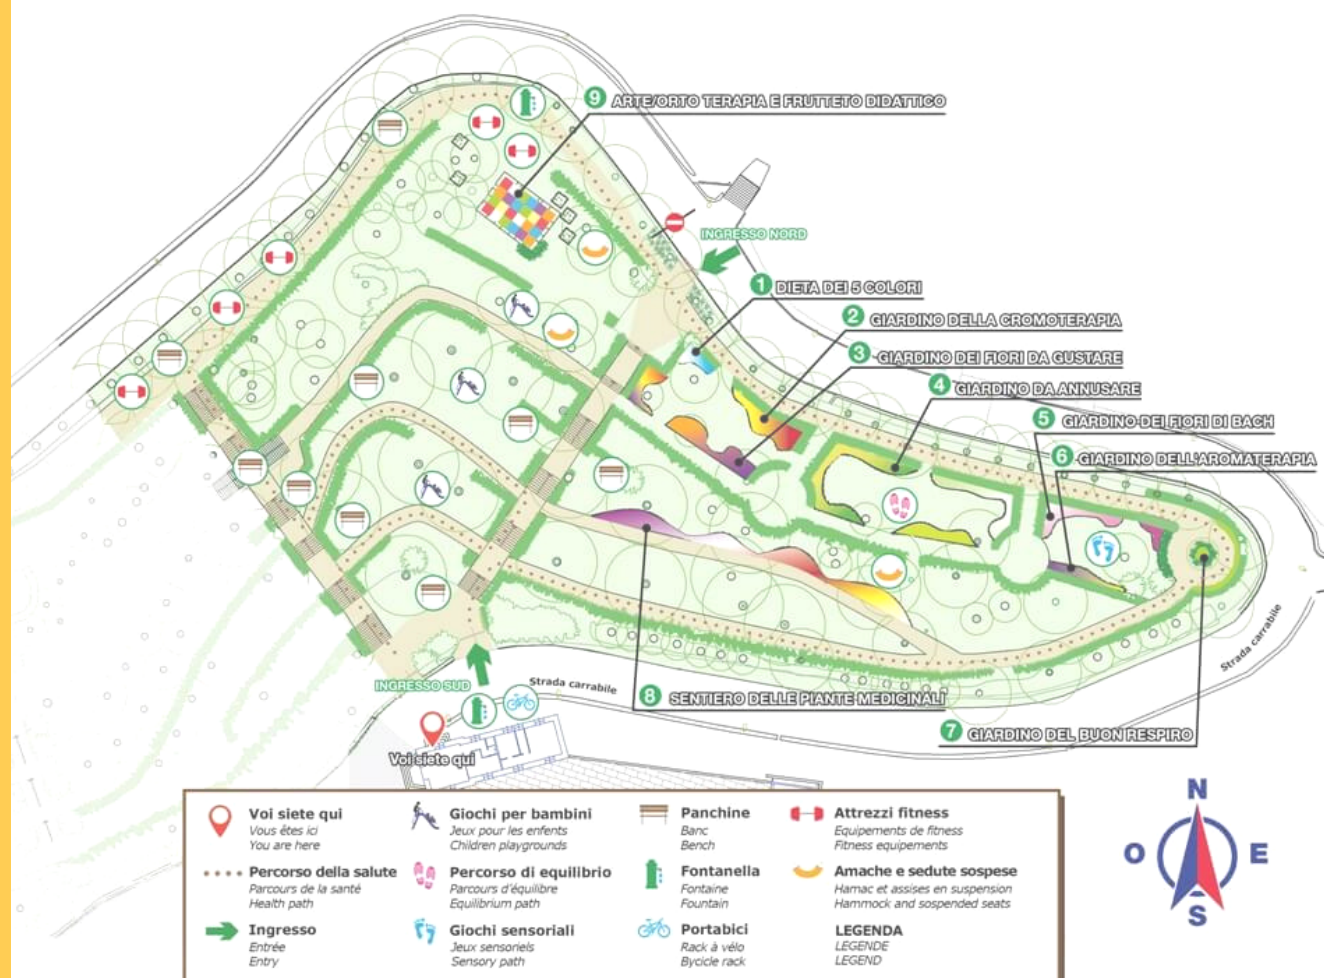 9 ARTE/ORTO TERAPIA E FRUTTETO DIDATTICO
INGRESSO NORD
1 DIETA DEI 5 COLORI
2 GIARDINO DELLA CROMOTERAPIA
3 GIARDINO DEI FIORI DA GUSTARE
4 GIARDINO DA ANNUSARE
5 GIARDINO DEI FIORI DI BACH
6 GIARDINO DELL'AROMATERAPIA
Strada carrabile
INGRESSO SUD
Strada carrabile
8 SENTIERO DELLE PIANTE MEDICINALI
7 GIARDINO DEL BUON RESPIRO
Voi siete qui
Voi siete qui
Vous êtes ici
You are here
Giochi per bambini
Jeux pour les enfents
Children playgrounds
Panchine
Banc
Bench
Attrezzi fitness
Equipements de fitness
Fitness equipements
Percorso della salute
Parcours de la santé
Health path
Percorso di equilibrio
Parcours d'équilibre
Equilibrium path
Fontanella
Fontaine
Fountain
Amache e sedute sospese
Hamac et assises en suspension
Hammock and sospended seats
Ingresso
Entrée
Entry
Giochi sensoriali
Jeux sensoriels
Sensory path
Portabici
Rack à vélo
Bycicle rack
LEGENDA
LEGENDE
LEGEND
N
O E
S